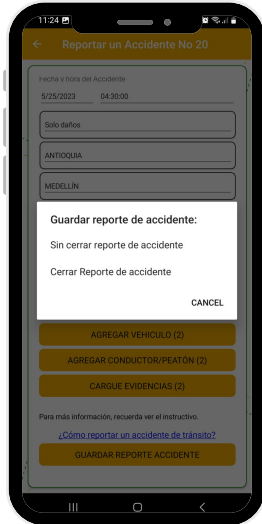 11:24
Reportar un Accidente No 20
Fecha y hora del Accidente
5/25/2023 04:30:00
Solo daños
ANTIOQUIA
MEDELLÍN
Guardar reporte de accidente:
Sin cerrar reporte de accidente
Cerrar Reporte de accidente
CANCEL
AGREGAR VEHICULO (2)
AGREGAR CONDUCTOR/PEATÓN (2)
CARGUE EVIDENCIAS (2)
Para más información, recuerda ver el instructivo.
¿Cómo reportar un accidente de tránsito?
GUARDAR REPORTE ACCIDENTE